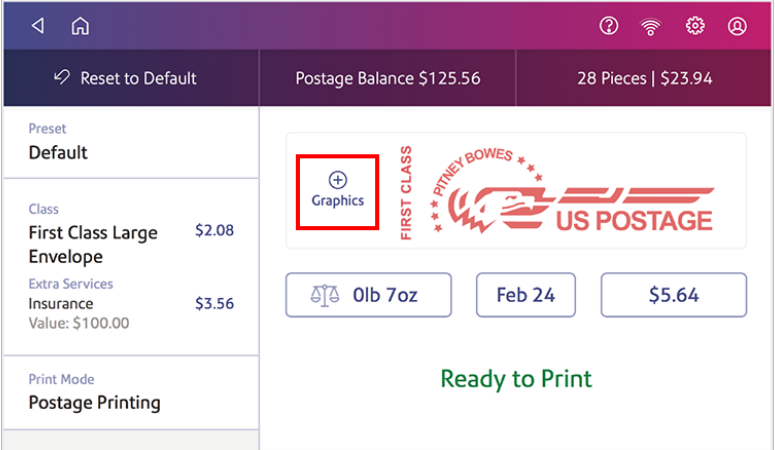 Reset to Default
Postage Balance $125.56
28 Pieces | $23.94
Preset
Default
Class
First Class Large
Envelope
$2.08
Extra Services
Insurance
$3.56
Value: $100.00
Print Mode
Postage Printing
Graphics
FIRST CLASS
PITNEY BOWES
US POSTAGE
0lb 7oz
Feb 24
$5.64
Ready to Print